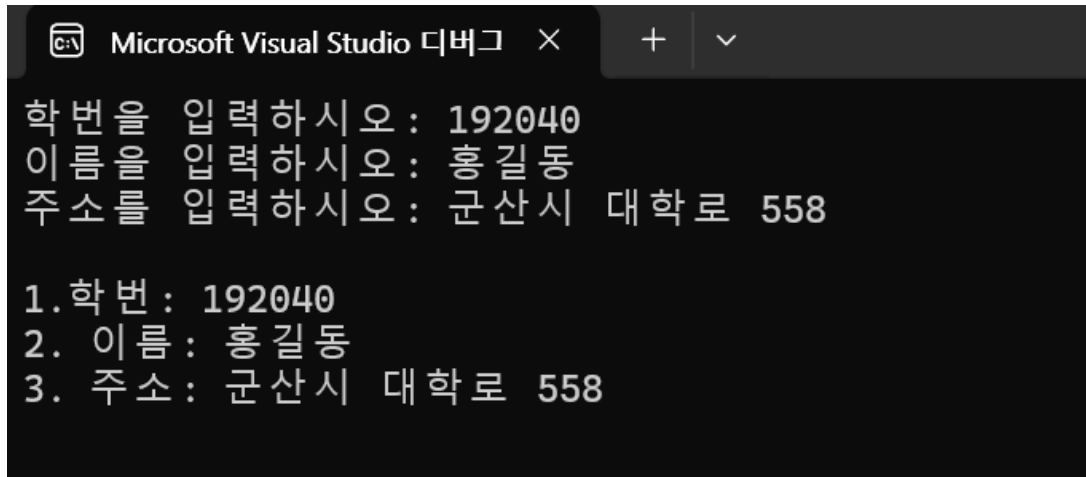 Microsoft Visual Studio 디버그
학번을 입력하시오: 192040
이름을 입력하시오: 홍길동
주소를 입력하시오: 군산시 대학로 558
1.학번: 192040
2. 이름: 홍길동
3. 주소: 군산시 대학로 558